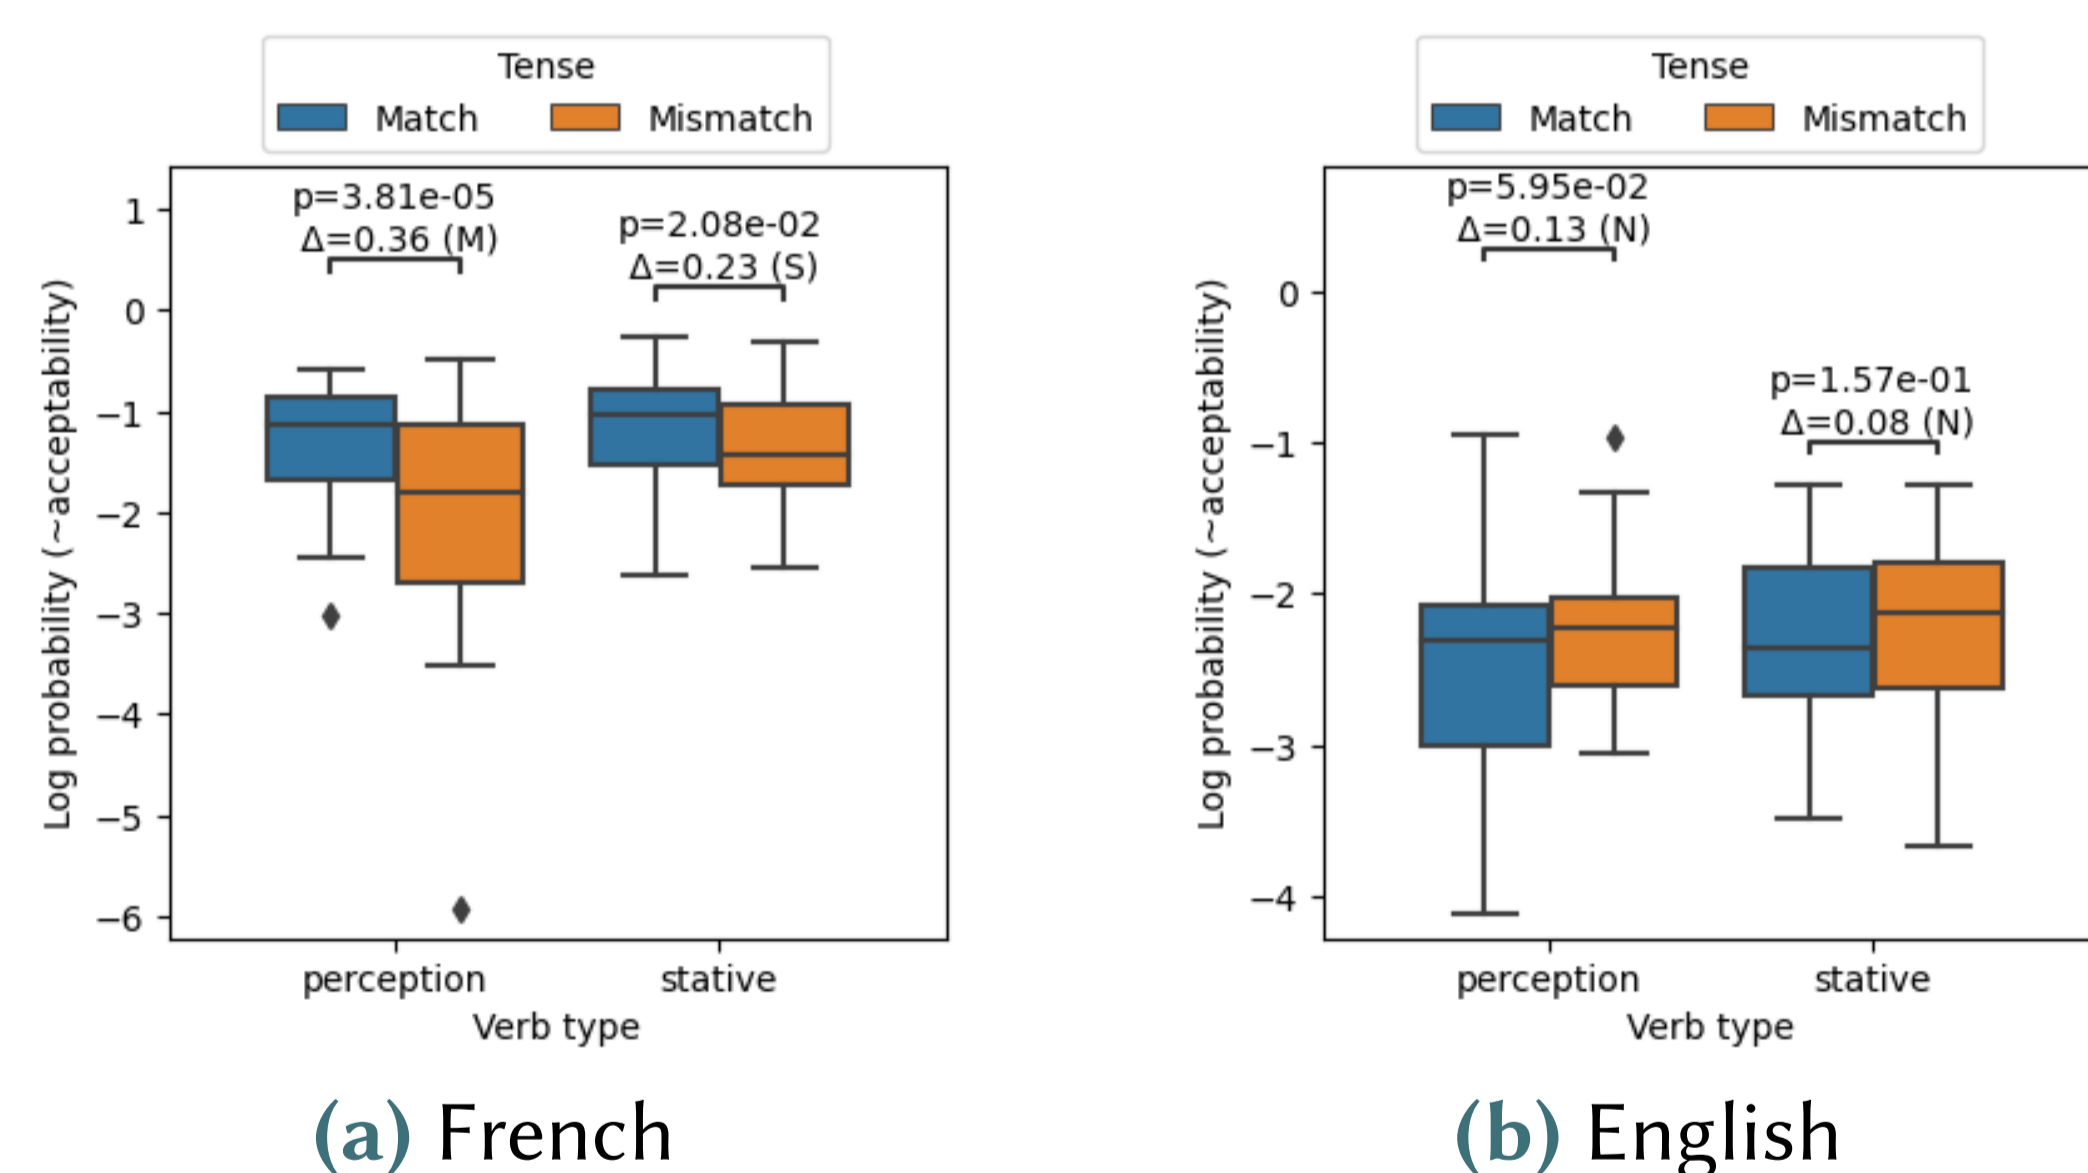 Tense
Match Mismatch
p=3.81e-05
Δ=0.36 (M)
p=2.08e-02
Δ=0.23 (S)
1
0
−1
−2
−3
−4
−5
−6
Log probability (~acceptability)
perception stative
Verb type
(a) French
Tense
Match Mismatch
p=5.95e-02
Δ=0.13 (N)
p=1.57e-01
Δ=0.08 (N)
0
−1
−2
−3
−4
Log probability (~acceptability)
perception stative
Verb type
(b) English